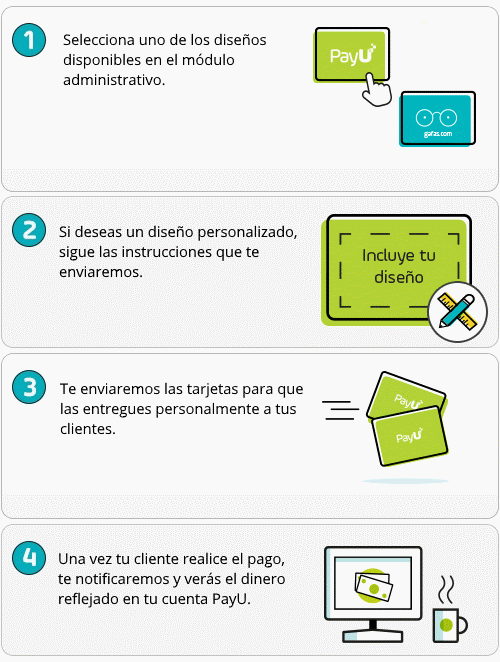 1
Selecciona uno de los diseños
disponibles en el módulo
administrativo.
PayU
gafas.com
2
Si deseas un diseño personalizado,
sigue las instrucciones que te
enviaremos.
Incluye tu
diseño
3
Te enviaremos las tarjetas para que
las entregues personalmente a tus
clientes.
PayU
PayU
4
Una vez tu cliente realice el pago,
te notificaremos y verás el dinero
reflejado en tu cuenta PayU.